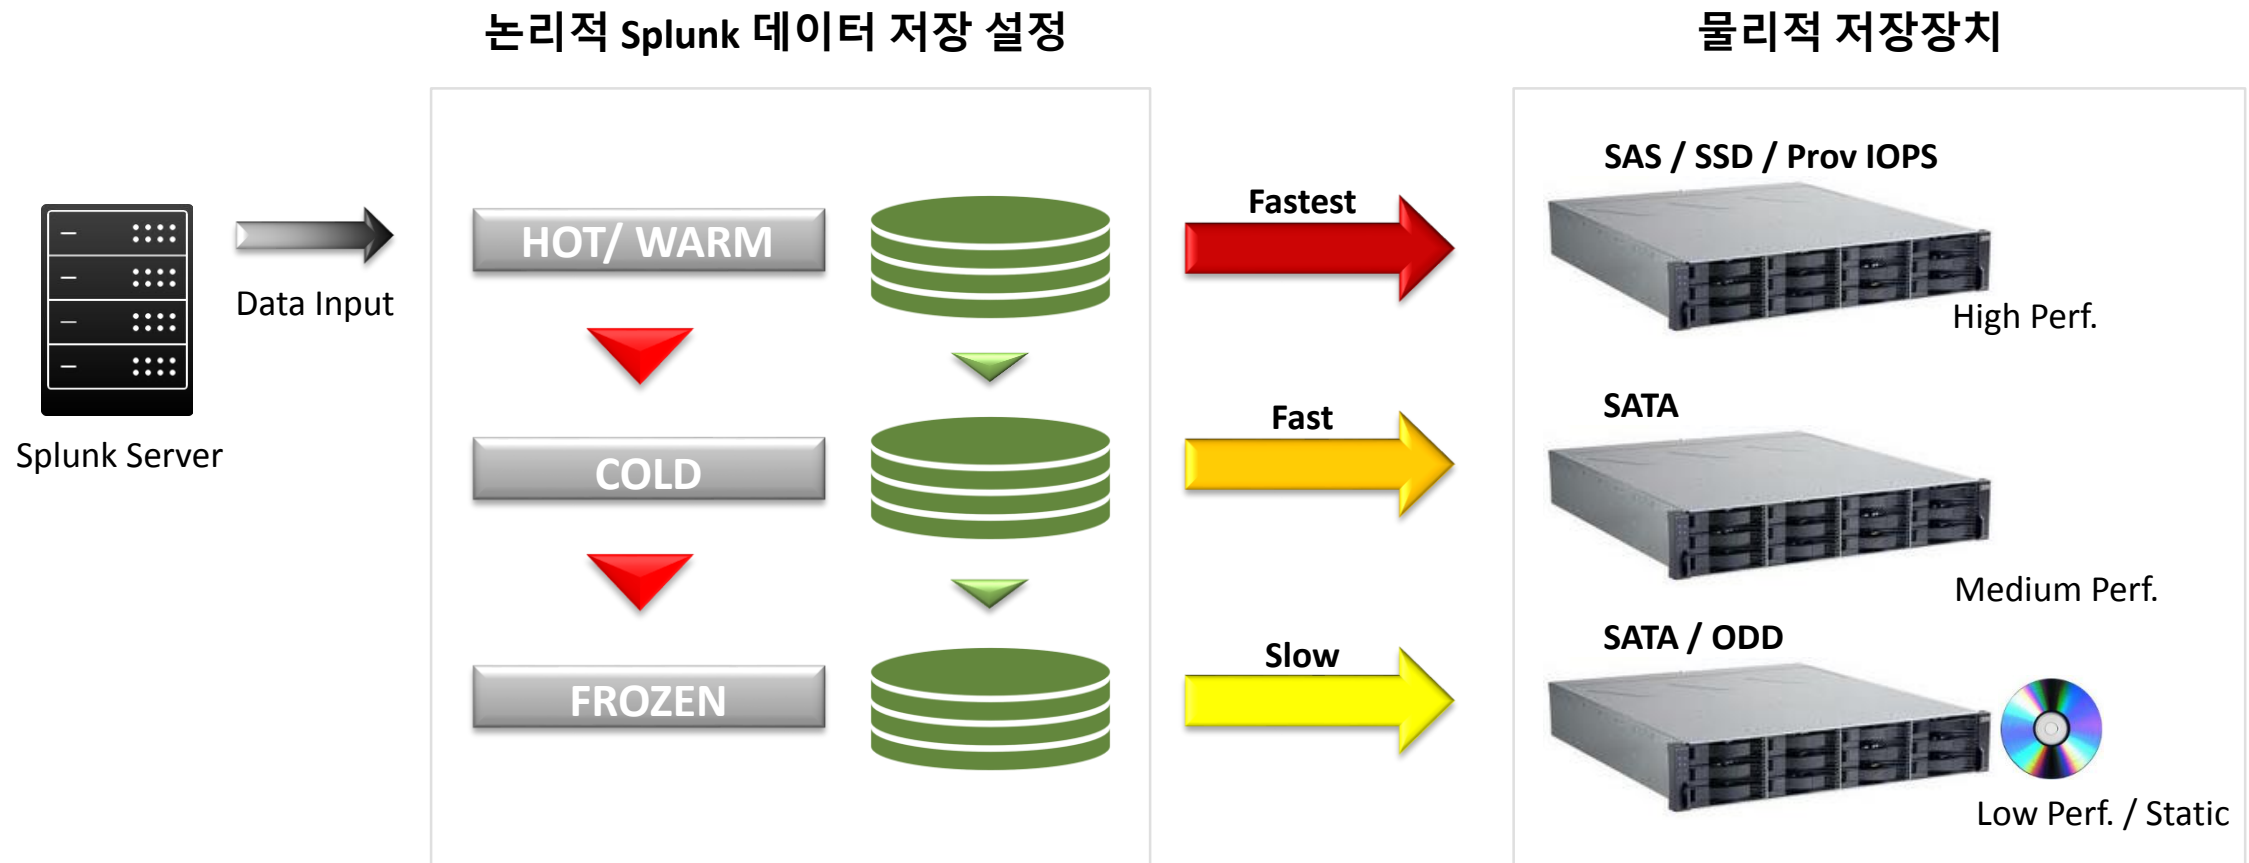 논리적 Splunk 데이터 저장 설정
물리적 저장장치
Splunk Server
Data Input
HOT/ WARM
COLD
FROZEN
Fastest
Fast
Slow
SAS / SSD / Prov IOPS
High Perf.
SATA
Medium Perf.
SATA / ODD
Low Perf. / Static